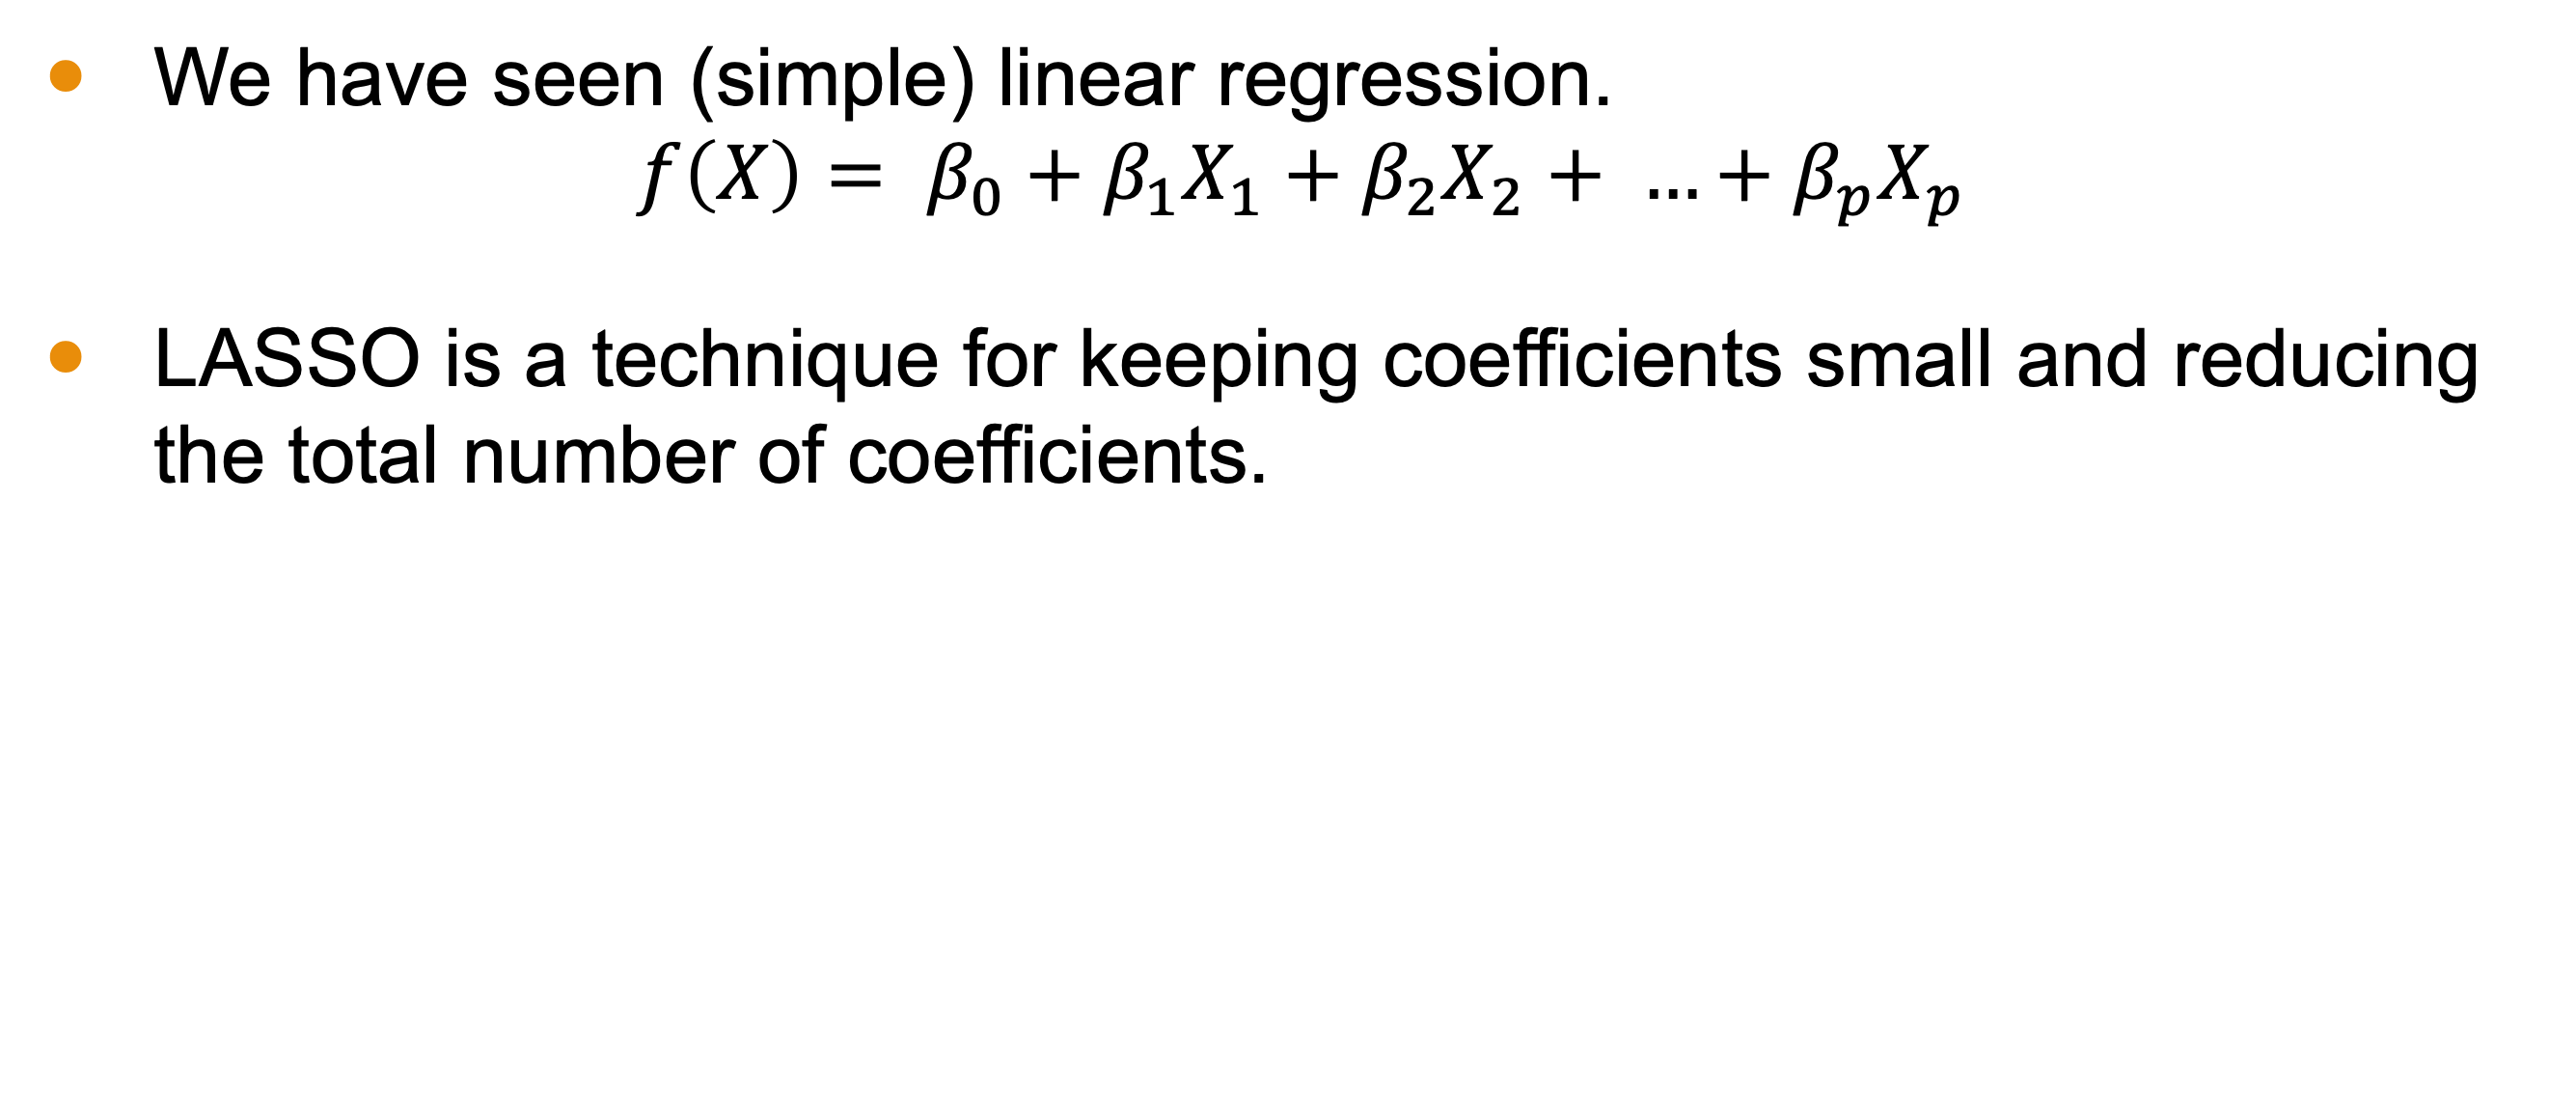 • We have seen (simple) linear regression.
f(X) = β₀ + β₁X₁ + β₂X₂ + … + βₚXₚ
• LASSO is a technique for keeping coefficients small and reducing
the total number of coefficients.